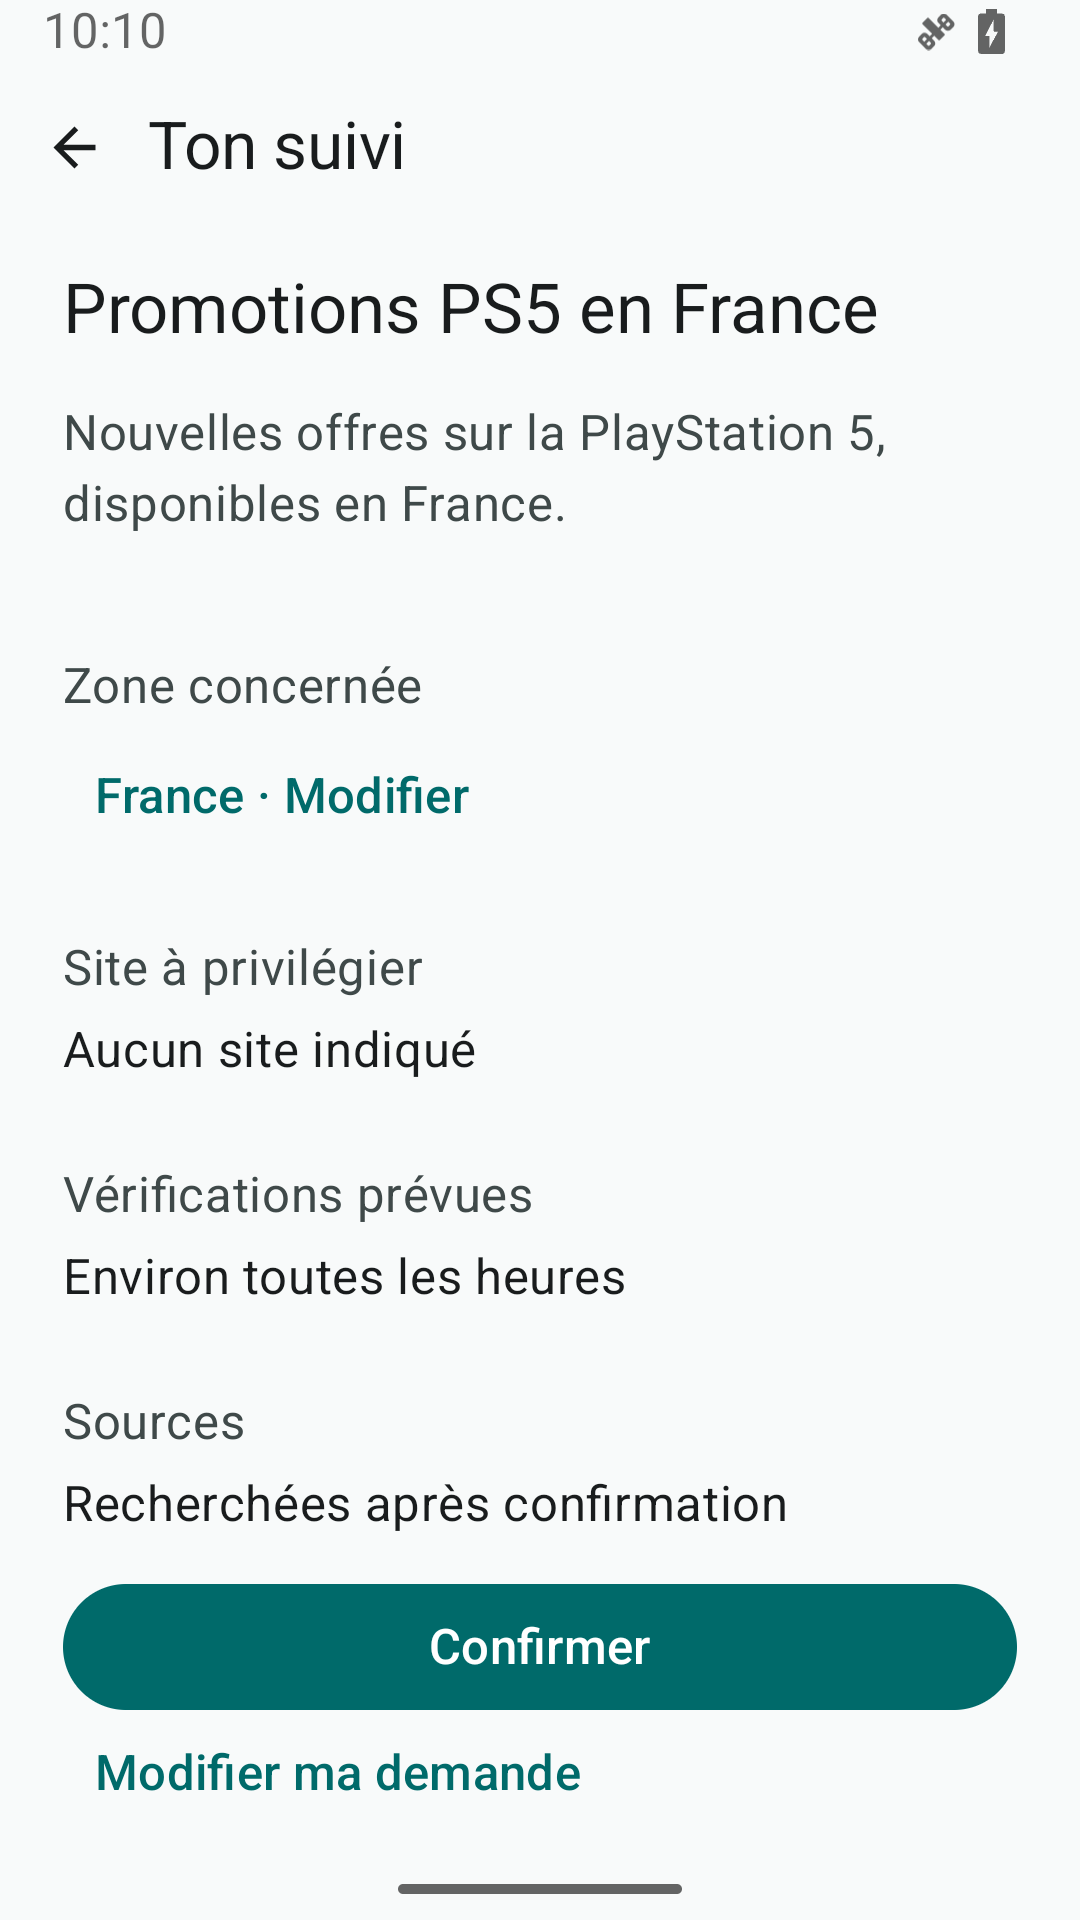 10:10
Ton suivi
Promotions PS5 en France
Nouvelles offres sur la PlayStation 5,
disponibles en France.
Zone concernée
France · Modifier
Site à privilégier
Aucun site indiqué
Vérifications prévues
Environ toutes les heures
Sources
Recherchées après confirmation
Confirmer
Modifier ma demande